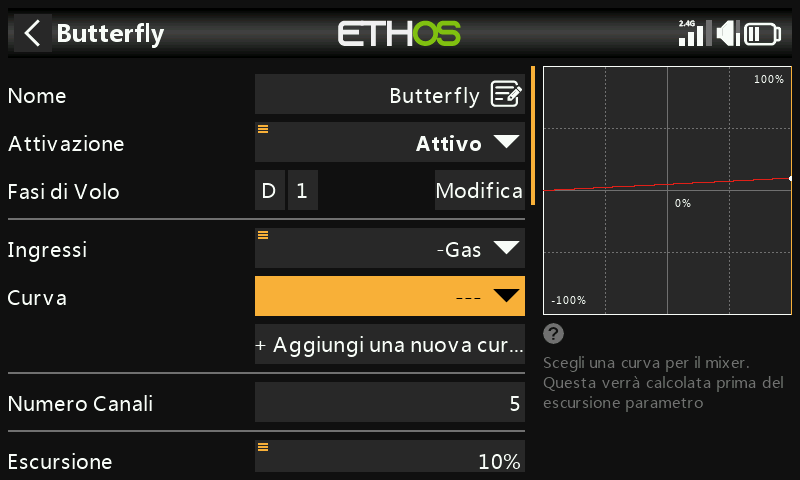 Butterfly
ETHOS
2.4G
Nome
Butterfly
Attivazione
Attivo
Fasi di Volo
D 1
Modifica
Ingressi
-Gas
Curva
---
+ Aggiungi una nuova cur...
Numero Canali
5
Escursione
10%
100%
0%
-100%
?
Scegli una curva per il mixer.
Questa verrà calcolata prima del
escursione parametro